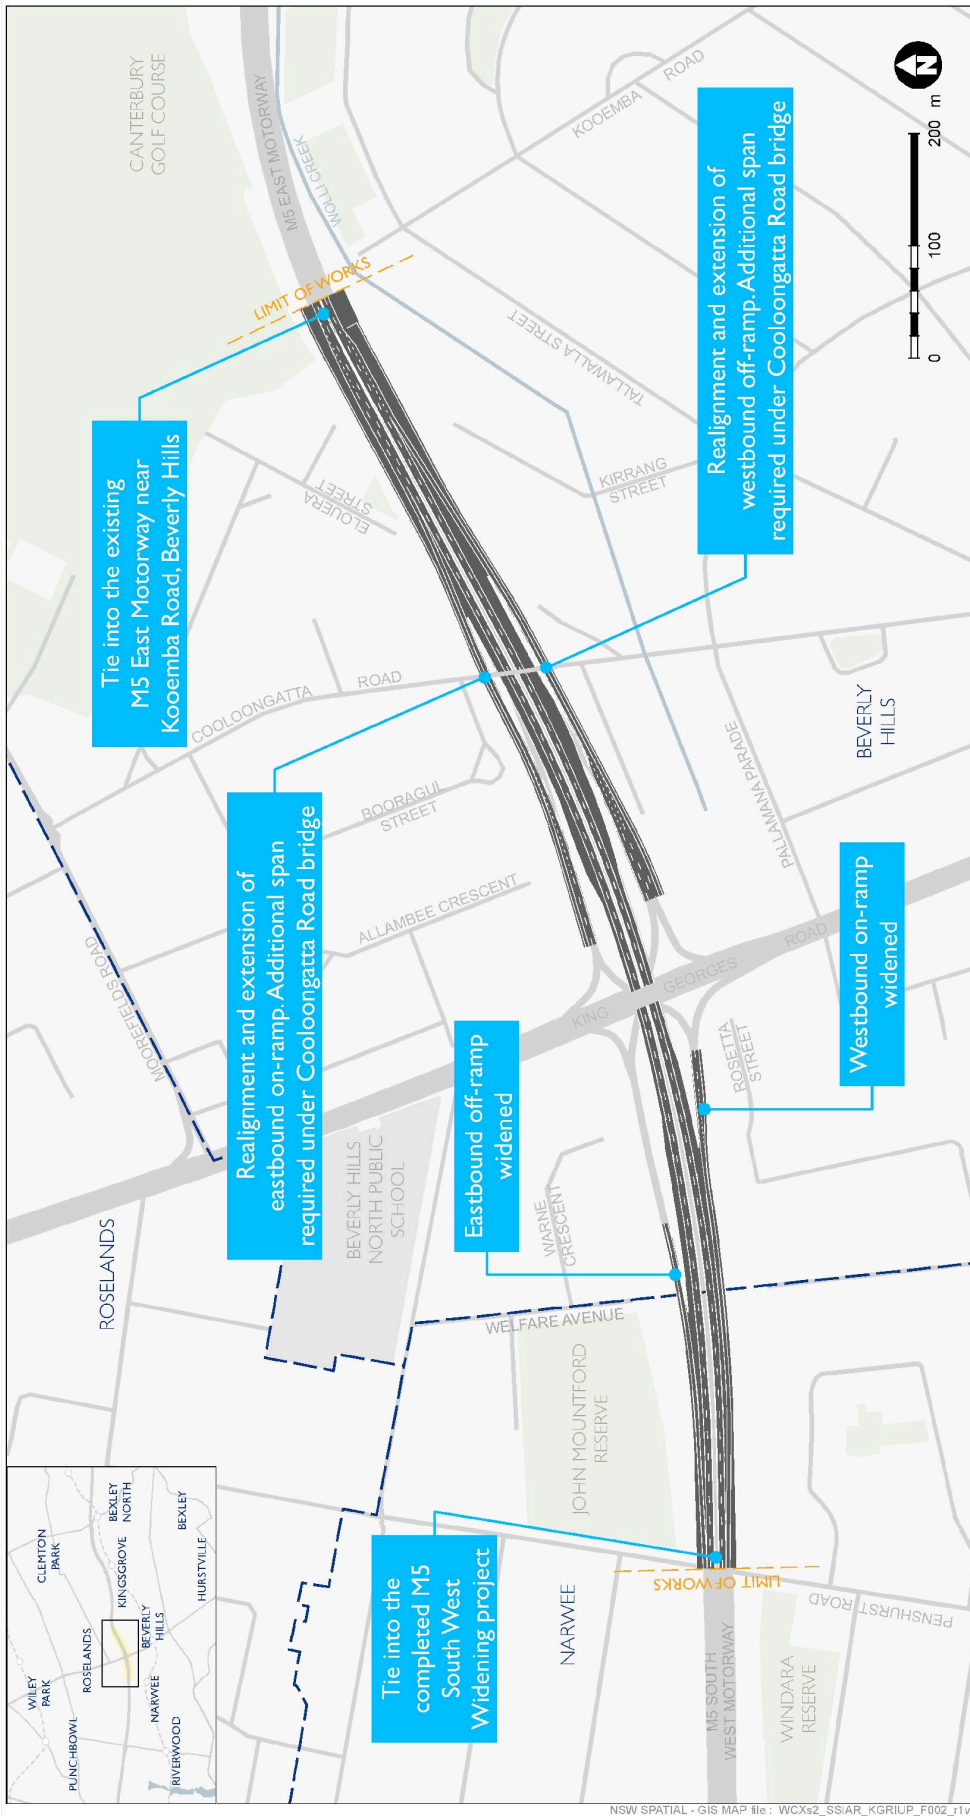 WILEY
PARK
CLEMTON
PARK
PUNCHBOWL
ROSELANDS
KINGSGROVE
BEXLEY
NORTH
BEXLEY
BEVERLY
HILLS
NARWEE
HURSTVILLE
RIVERWOOD
ROSELANDS
MOOREFIELDS ROAD
CANTERBURY
GOLF COURSE
Tie into the existing
M5 East Motorway near
Kooemba Road, Beverly Hills
Realignment and extension of
eastbound on-ramp. Additional span
required under Cooloongatta Road bridge
COOLOONGATTA
ROAD
BOORAGUL
STREET
ALLAMBEE CRESCENT
ELOUERA
STREET
M5 EAST MOTORWAY
WOLLI CREEK
LIMIT OF WORKS
BEVERLY HILLS
NORTH PUBLIC
SCHOOL
Tie into the
completed M5
South West
Widening project
Eastbound off-ramp
widened
WARNE
CRESCENT
WELFARE AVENUE
JOHN MOUNTFORD
RESERVE
NARWEE
LIMIT OF WORKS
M5 SOUTH
WEST MOTORWAY
PENSHURST ROAD
WINDARA
RESERVE
KING
GEORGES
ROAD
ROSETTA
STREET
Westbound on-ramp
widened
PALLAMANA PARADE
BEVERLY
HILLS
KIRRANG
STREET
TALLAWALLA STREET
KOOEMBA
ROAD
Realignment and extension of
westbound off-ramp. Additional span
required under Cooloongatta Road bridge
N
0 100 200 m
NSW SPATIAL - GIS MAP file :